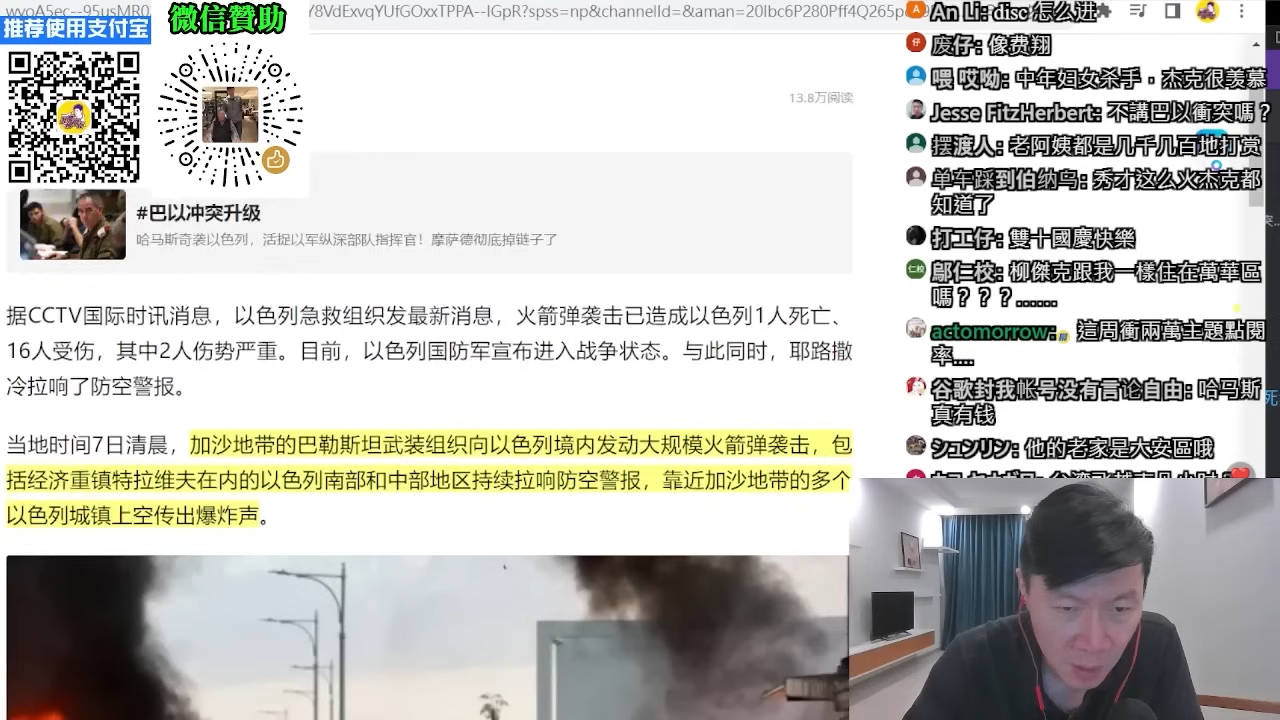 微信贊助
推荐使用支付宝
13.8万阅读
#巴以冲突升级
哈马斯奇袭以色列，活捉以军纵深部队指挥官！摩萨德彻底掉链子了
据CCTV国际时讯消息，以色列急救组织发最新消息，火箭弹袭击已造成以色列1人死亡、
16人受伤，其中2人伤势严重。目前，以色列国防军宣布进入战争状态。与此同时，耶路撒
冷拉响了防空警报。
当地时间7日清晨，加沙地带的巴勒斯坦武装组织向以色列境内发动大规模火箭弹袭击，包
括经济重镇特拉维夫在内的以色列南部和中部地区持续拉响防空警报，靠近加沙地带的多个
以色列城镇上空传出爆炸声。
An Li: disc 怎么进
废仔: 像费翔
喂 哎呦: 中年妇女杀手，杰克很羡慕
Jesse FitzHerbert: 不講巴以衝突嗎？
摆渡人: 老阿姨都是几千几百地打赏
单车踩到伯纳乌: 秀才这么火杰克都
知道了
打工仔: 雙十國慶快樂
鄔仁校: 柳傑克跟我一樣住在萬華區
嗎？？？......
actomorrow: 這周衝兩萬主題點閱
率....
谷歌封我帐号没有言论自由: 哈马斯
真有钱
シュンリン: 他的老家是大安區哦